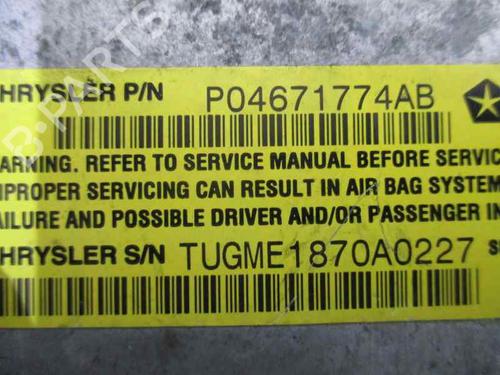 HRYSLER P/N P04671774AB
ARNING. REFER TO SERVICE MANUAL BEFORE SERVIC
MPROPER SERVICING CAN RESULT IN AIR BAG SYSTEM
AILURE AND POSSIBLE DRIVER AND/OR PASSENGER IN
HRYSLER S/N TUGME1870A0227